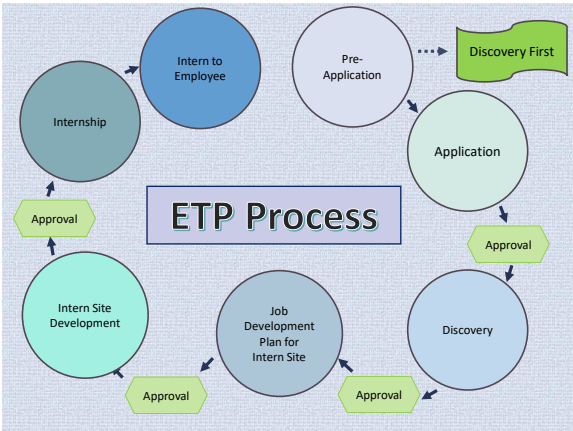 ETP Process
Pre-
Application
Discovery First
Application
Approval
Discovery
Approval
Job
Development
Plan for
Intern Site
Approval
Intern Site
Development
Approval
Internship
Intern to
Employee